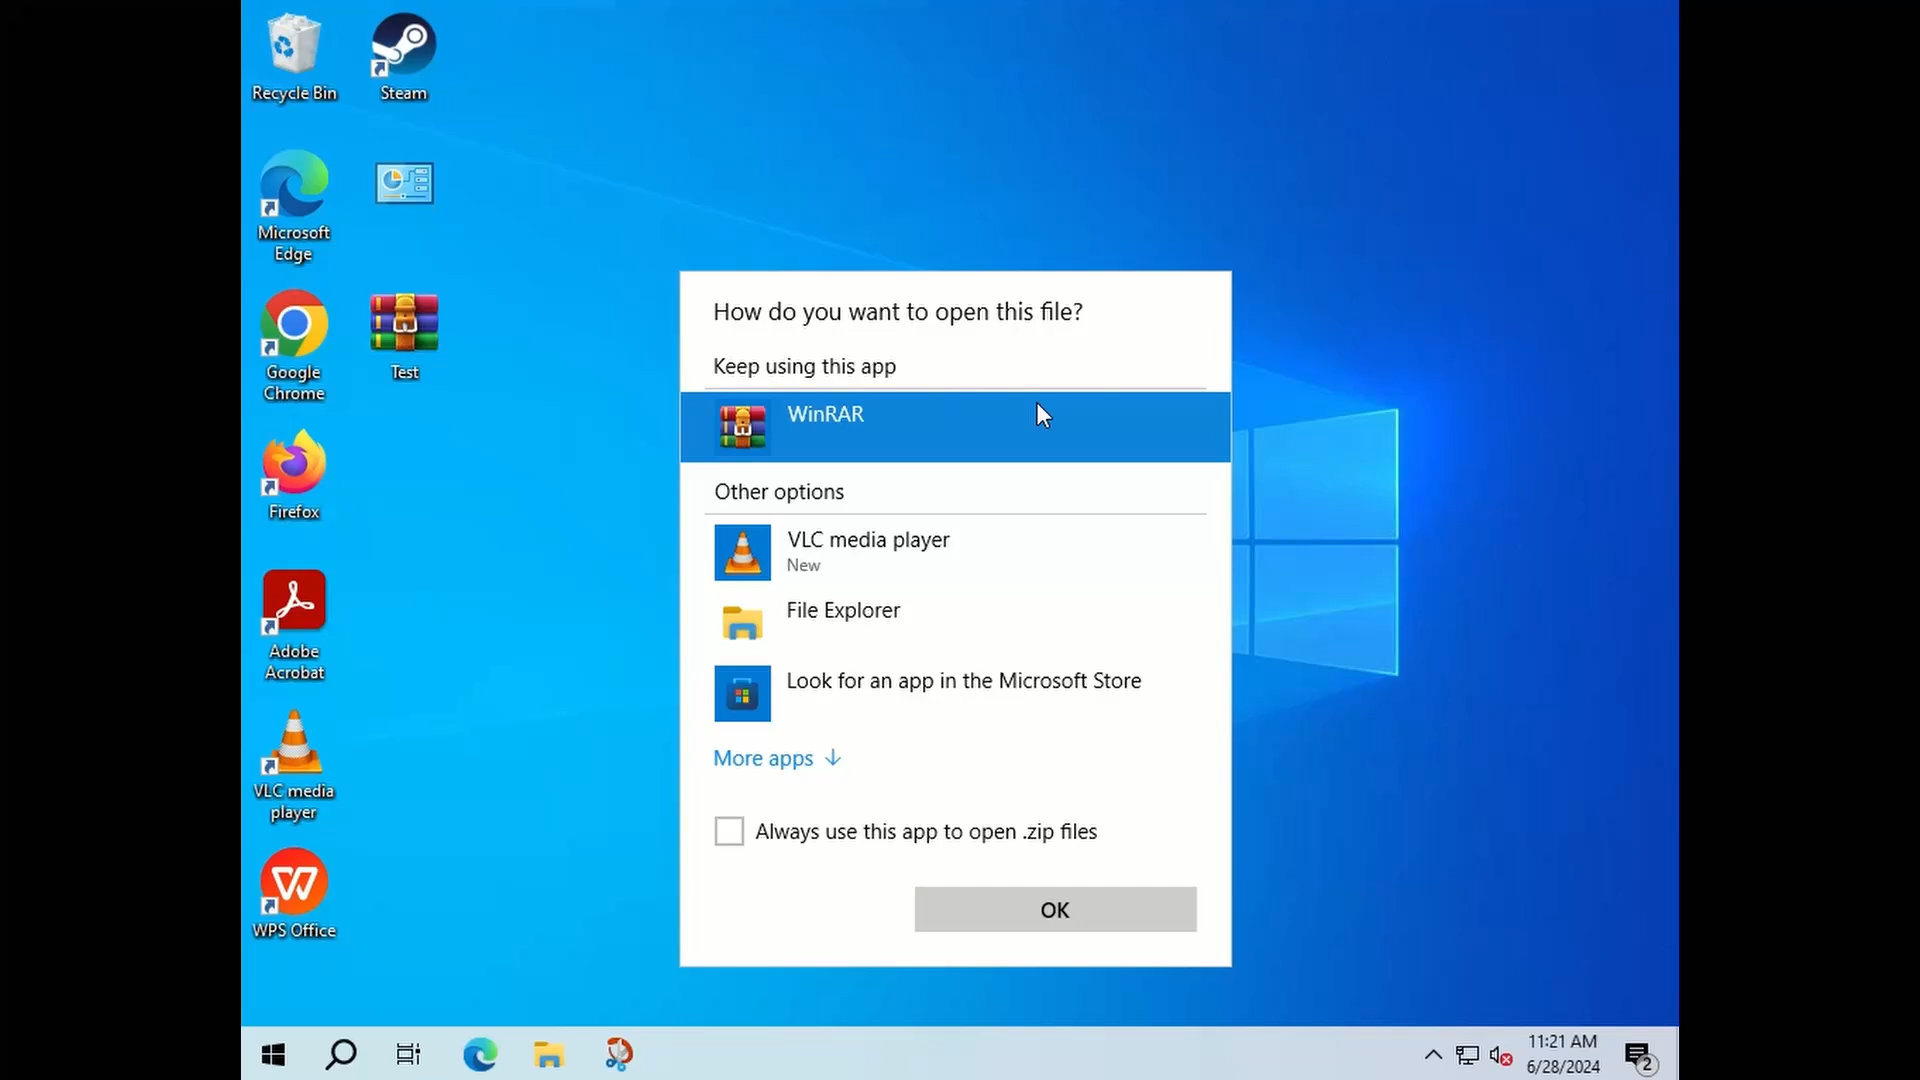 Recycle Bin
Steam
Microsoft
Edge
Google
Chrome
Test
Firefox
Adobe
Acrobat
VLC media
player
WPS Office
How do you want to open this file?
Keep using this app
WinRAR
Other options
VLC media player
New
File Explorer
Look for an app in the Microsoft Store
More apps ↓
Always use this app to open .zip files
OK
11:21 AM
6/28/2024
2